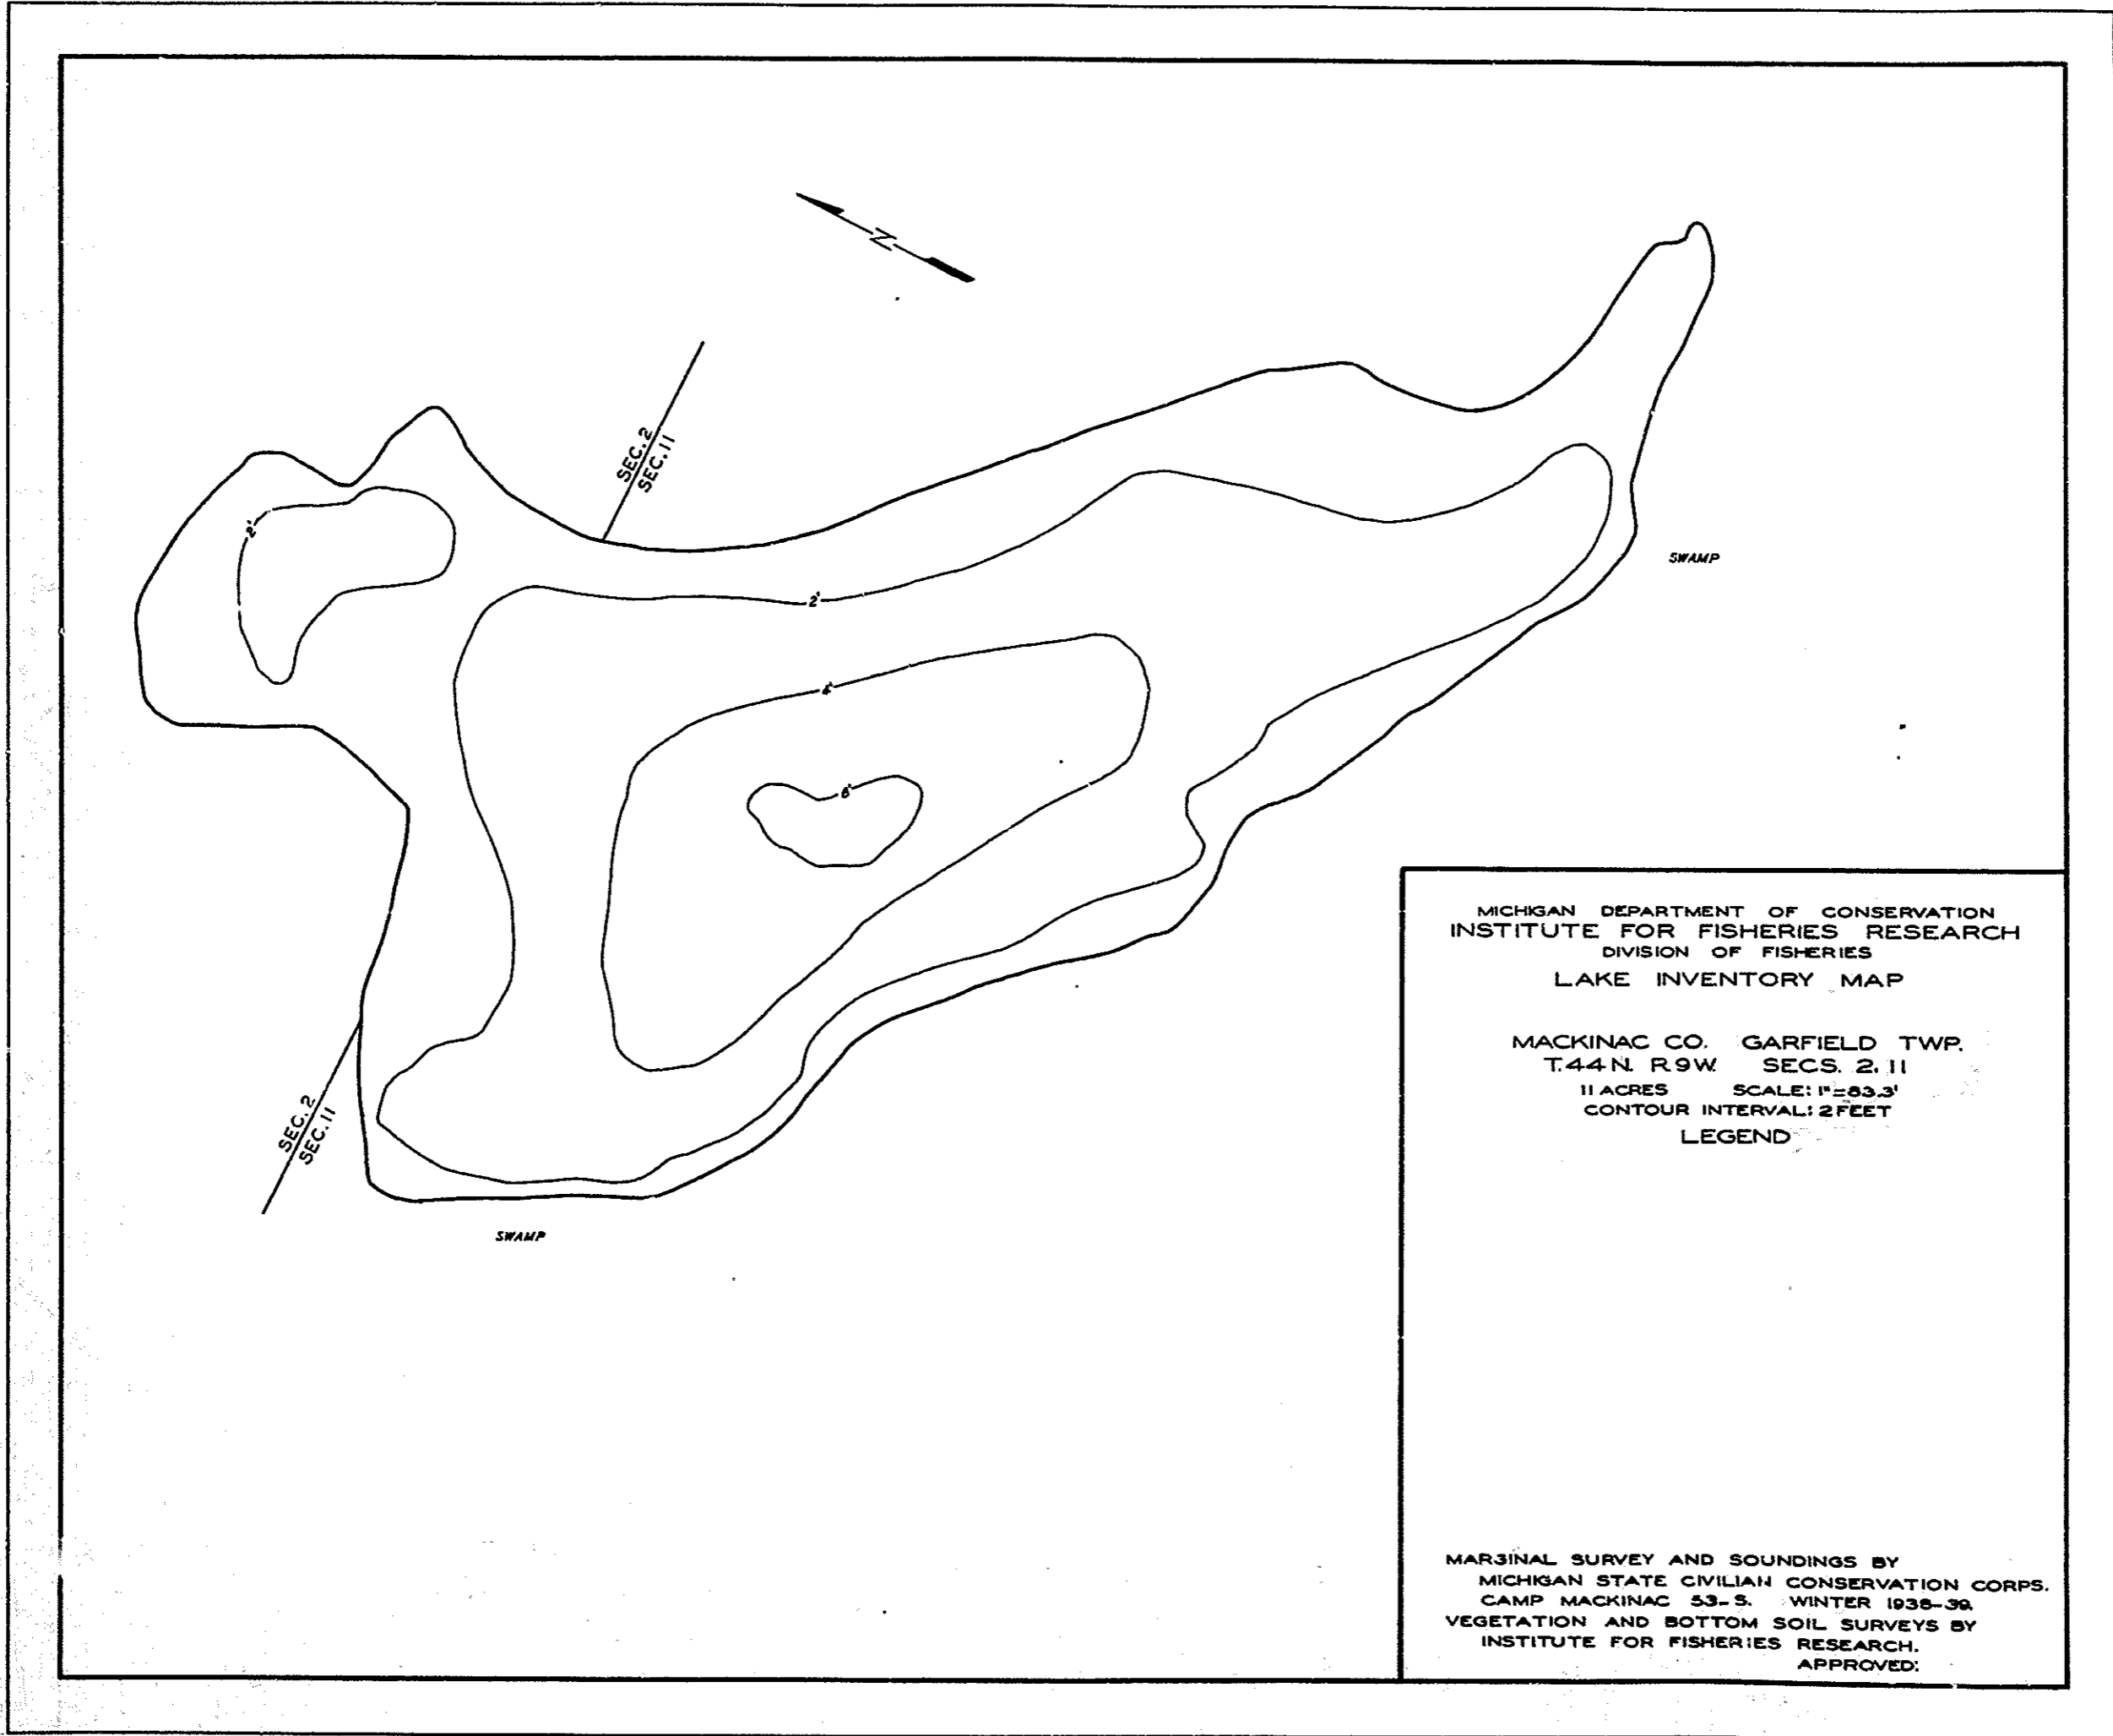 N
SEC. 2
SEC. 11
2'
2'
SWAMP
4'
6'
SEC. 2
SEC. 11
SWAMP
MICHIGAN DEPARTMENT OF CONSERVATION
INSTITUTE FOR FISHERIES RESEARCH
DIVISION OF FISHERIES
LAKE INVENTORY MAP
MACKINAC CO. GARFIELD TWP.
T.44N. R9W. SECS. 2, 11
11 ACRES SCALE: 1"=83.3'
CONTOUR INTERVAL: 2 FEET
LEGEND
MARGINAL SURVEY AND SOUNDINGS BY
MICHIGAN STATE CIVILIAN CONSERVATION CORPS.
CAMP MACKINAC 53-S. WINTER 1938-39.
VEGETATION AND BOTTOM SOIL SURVEYS BY
INSTITUTE FOR FISHERIES RESEARCH.
APPROVED: